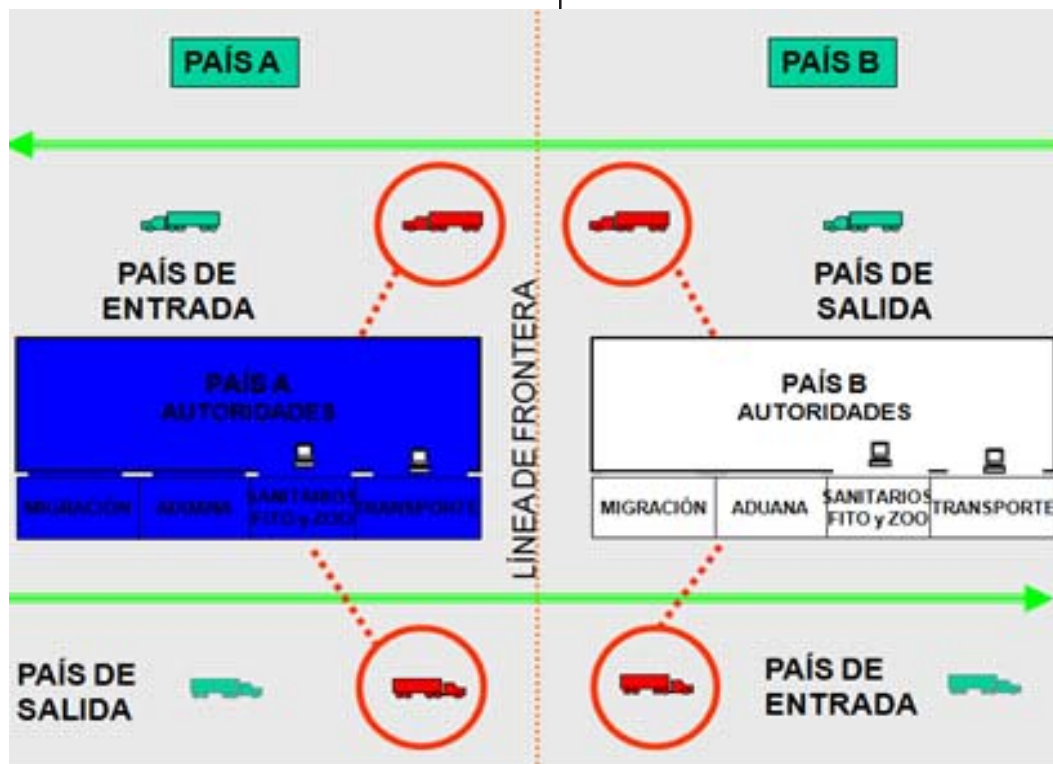 PAÍS A
PAÍS B
PAÍS DE
ENTRADA
PAÍS DE
SALIDA
LÍNEA DE FRONTERA
PAÍS A
AUTORIDADES
PAÍS B
AUTORIDADES
MIGRACIÓN
ADUANA
SANITARIOS
FITO y ZOO
TRANSPORTE
MIGRACIÓN
ADUANA
SANITARIOS
FITO y ZOO
TRANSPORTE
PAÍS DE
SALIDA
PAÍS DE
ENTRADA